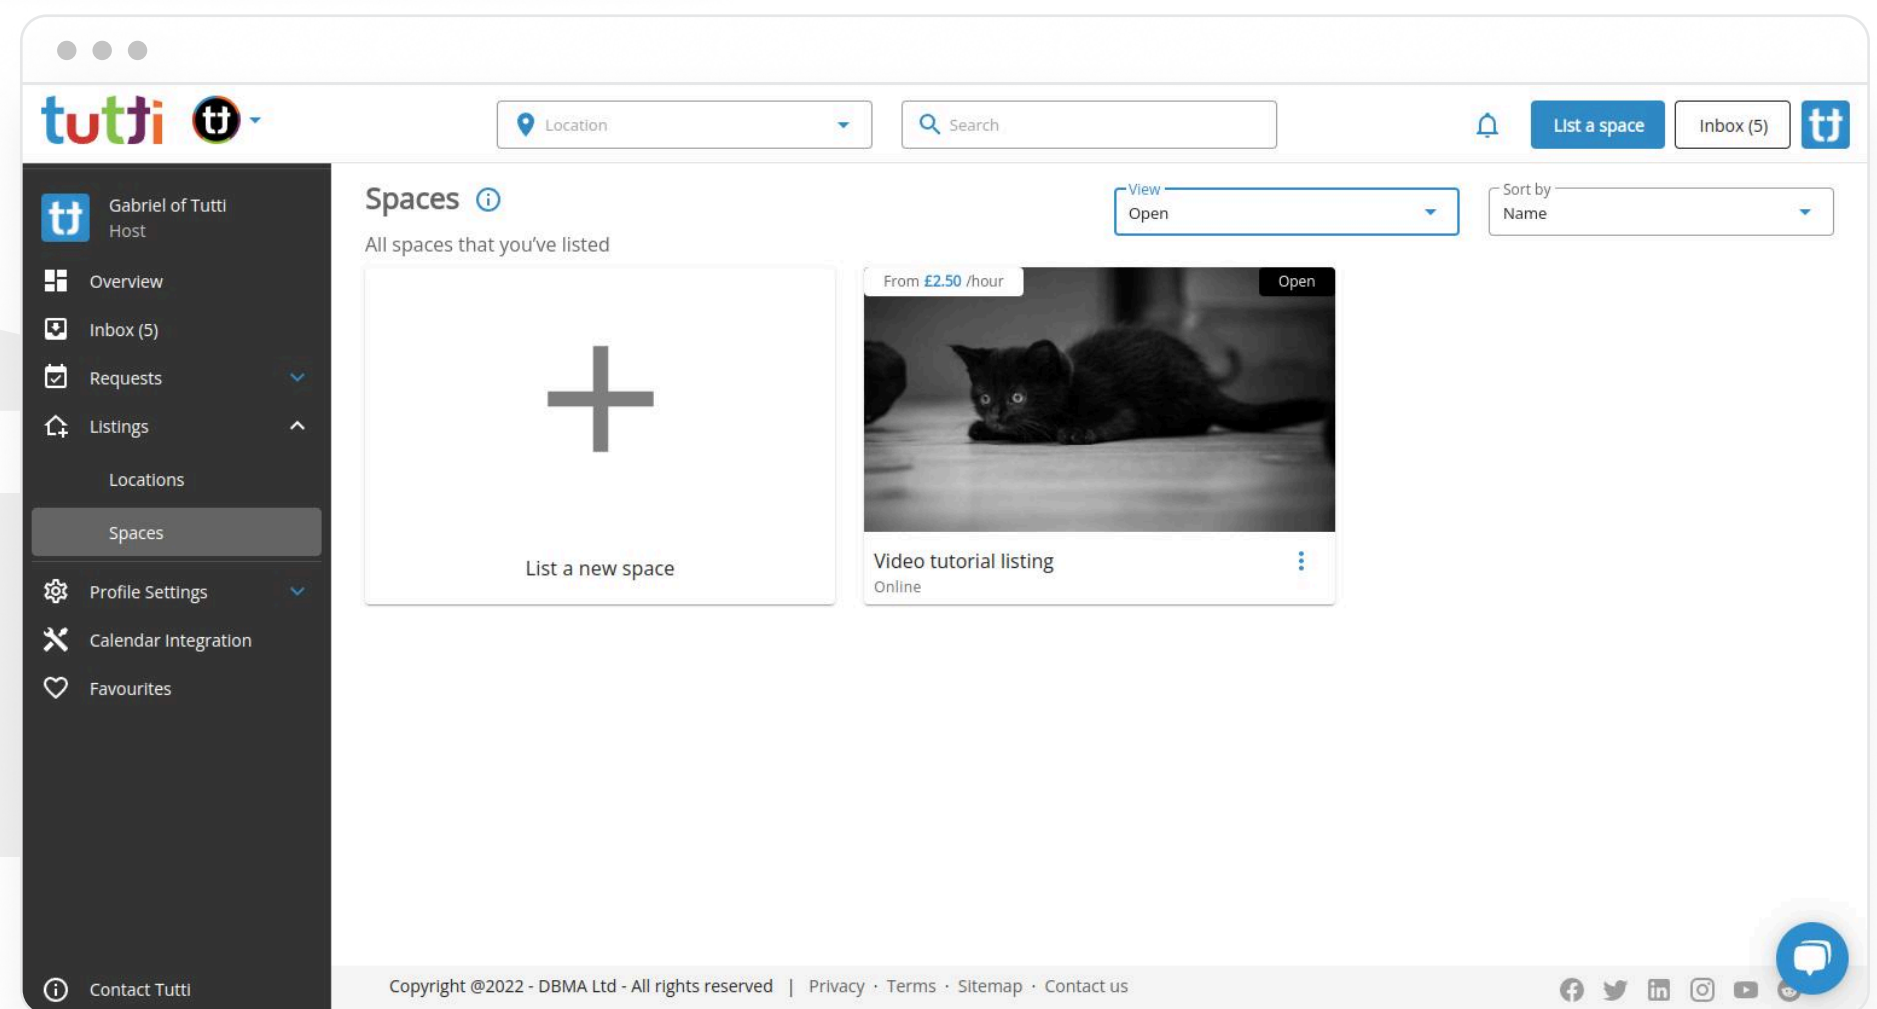 tutti tt
Location
Search
List a space
Inbox (5)
tt
tt
Gabriel of Tutti
Host
Overview
Inbox (5)
Requests
Listings
Locations
Spaces
Profile Settings
Calendar Integration
Favourites
Contact Tutti
Spaces
All spaces that you've listed
View
Open
Sort by
Name
List a new space
From £2.50 /hour
Open
Video tutorial listing
Online
Copyright @2022 - DBMA Ltd - All rights reserved | Privacy · Terms · Sitemap · Contact us